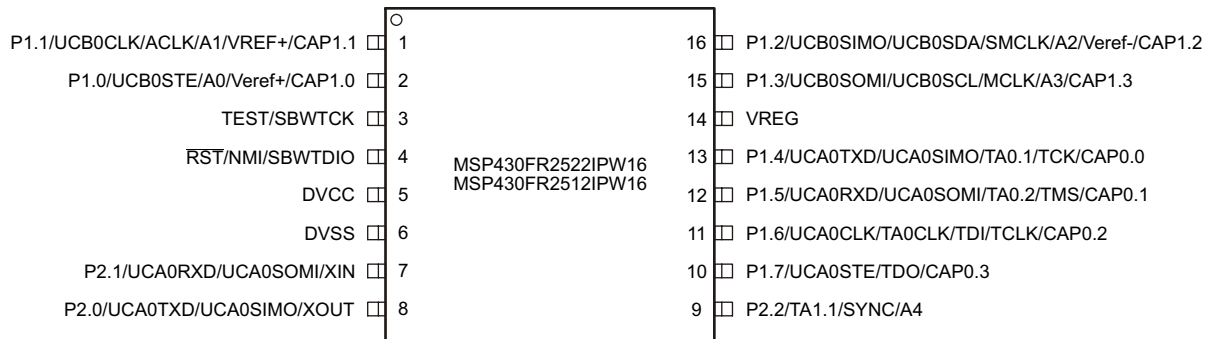 P1.1/UCB0CLK/ACLK/A1/VREF+/CAP1.1 1 16 P1.2/UCB0SIMO/UCB0SDA/SMCLK/A2/Veref-/CAP1.2
P1.0/UCB0STE/A0/Veref+/CAP1.0 2 15 P1.3/UCB0SOMI/UCB0SCL/MCLK/A3/CAP1.3
TEST/SBWTCK 3 14 VREG
RST/NMI/SBWTDIO 4 13 P1.4/UCA0TXD/UCA0SIMO/TA0.1/TCK/CAP0.0
MSP430FR2522IPW16
MSP430FR2512IPW16
DVCC 5 12 P1.5/UCA0RXD/UCA0SOMI/TA0.2/TMS/CAP0.1
DVSS 6 11 P1.6/UCA0CLK/TA0CLK/TDI/TCLK/CAP0.2
P2.1/UCA0RXD/UCA0SOMI/XIN 7 10 P1.7/UCA0STE/TDO/CAP0.3
P2.0/UCA0TXD/UCA0SIMO/XOUT 8 9 P2.2/TA1.1/SYNC/A4